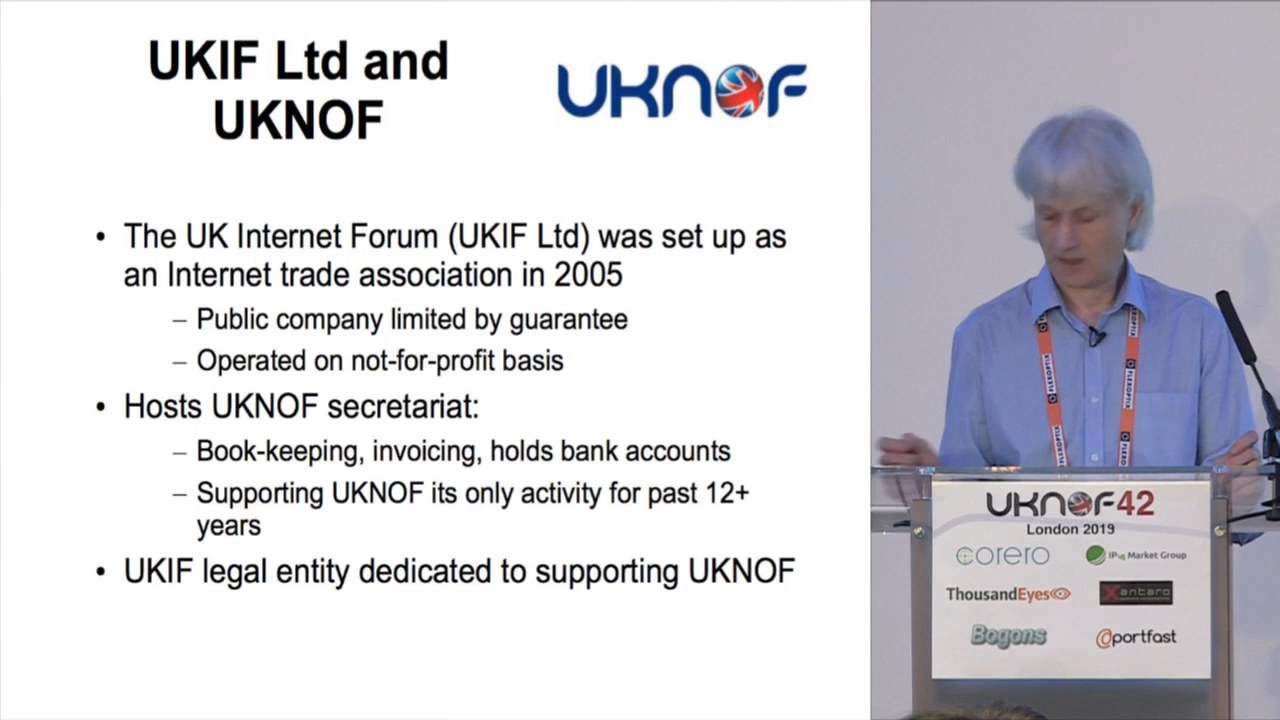 UKIF Ltd and
UKNOF
UKNOF
• The UK Internet Forum (UKIF Ltd) was set up as
an Internet trade association in 2005
– Public company limited by guarantee
– Operated on not-for-profit basis
• Hosts UKNOF secretariat:
– Book-keeping, invoicing, holds bank accounts
– Supporting UKNOF its only activity for past 12+
years
• UKIF legal entity dedicated to supporting UKNOF
FLEXOPTIX
FLEXOPTIX
UKNOF42
London 2019
corero
IPv4 Market Group
ThousandEyes
Xantaro
Bogons
portfast